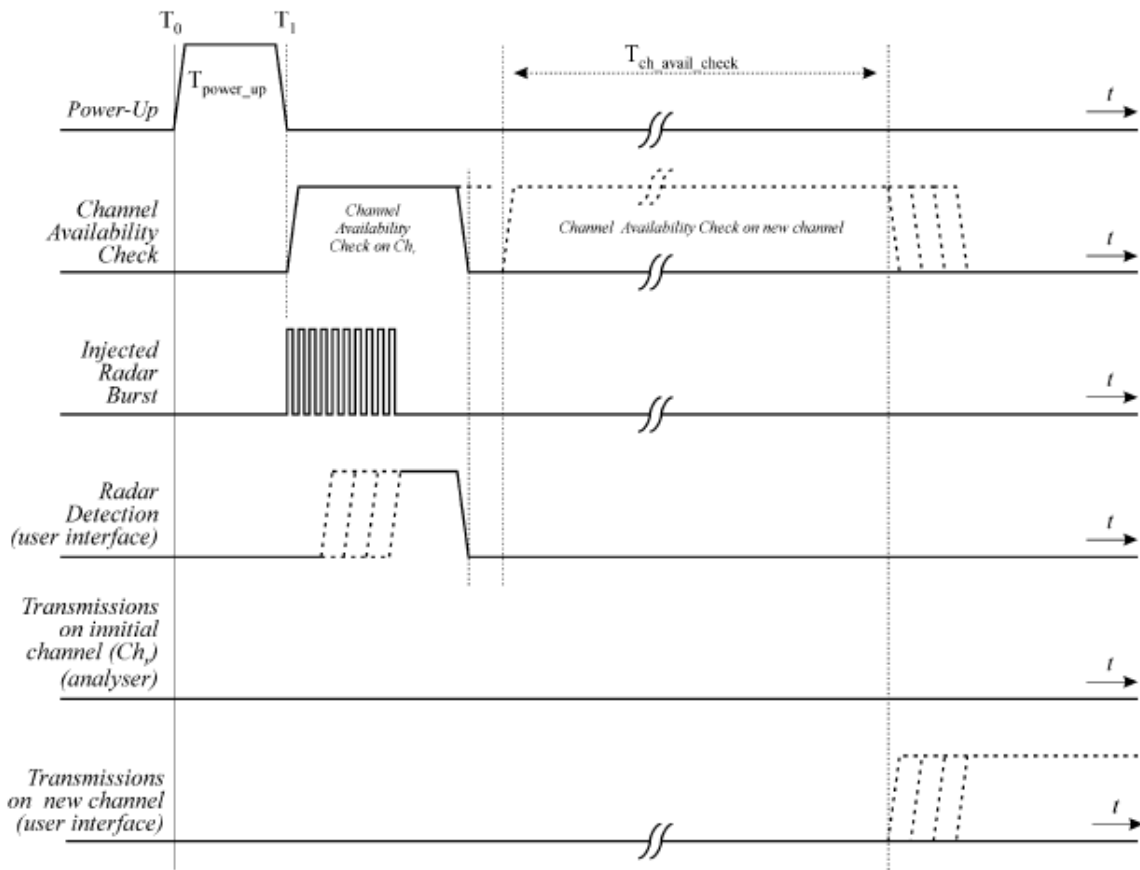 T0 T1
Tpower_up
Tch_avail_check
Power-Up
t
Channel
Availability
Check
Channel
Availability
Check on Chr
Channel Availability Check on new channel
t
Injected
Radar
Burst
t
Radar
Detection
(user interface)
t
Transmissions
on innitial
channel (Chr)
(analyser)
t
Transmissions
on new channel
(user interface)
t